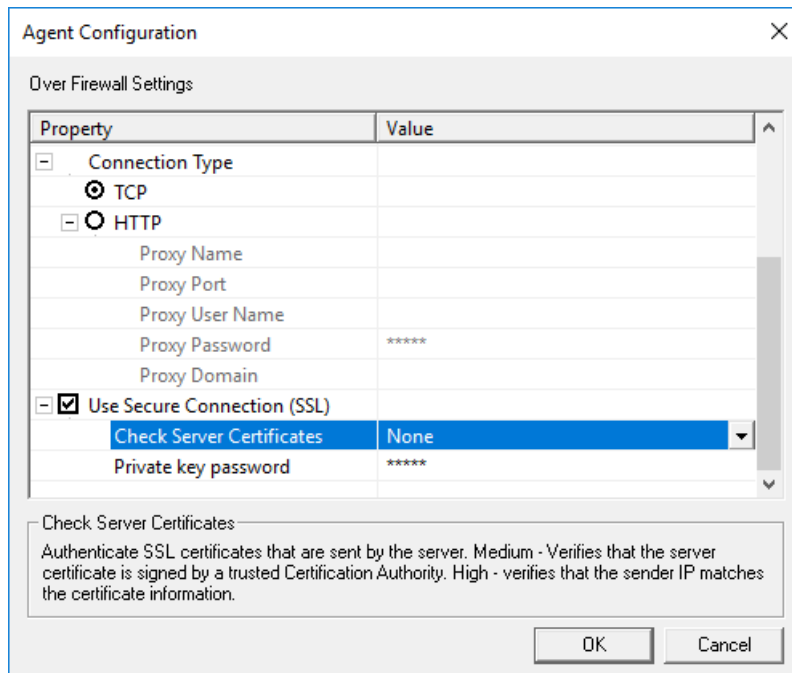 Agent Configuration
Over Firewall Settings
Property Value
Connection Type
TCP
HTTP
Proxy Name
Proxy Port
Proxy User Name
Proxy Password *****
Proxy Domain
Use Secure Connection (SSL)
Check Server Certificates None
Private key password *****
Check Server Certificates
Authenticate SSL certificates that are sent by the server. Medium - Verifies that the server
certificate is signed by a trusted Certification Authority. High - verifies that the sender IP matches
the certificate information.
OK Cancel